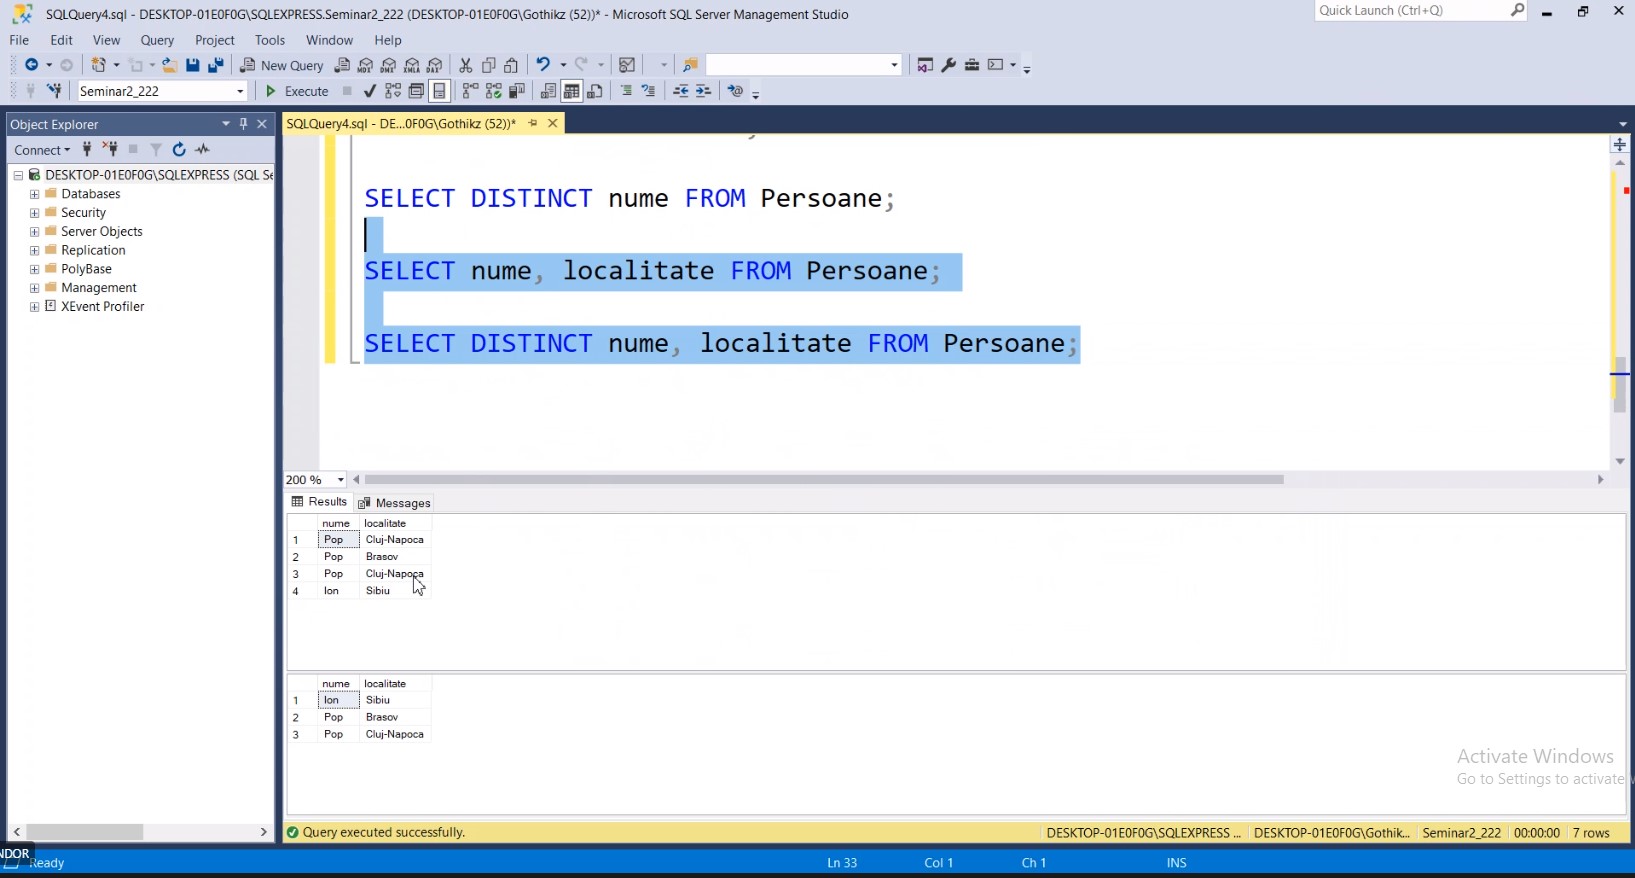 SQLQuery4.sql - DESKTOP-01E0F0G\SQLEXPRESS.Seminar2_222 (DESKTOP-01E0F0G\Gothikz (52))* - Microsoft SQL Server Management Studio
Quick Launch (Ctrl+Q)
File Edit View Query Project Tools Window Help
New Query MDX DMX XMLA DAX
Seminar2_222 Execute
Object Explorer
SQLQuery4.sql - DE...0F0G\Gothikz (52))*
Connect
DESKTOP-01E0F0G\SQLEXPRESS (SQL Se
Databases
Security
Server Objects
Replication
PolyBase
Management
XEvent Profiler
SELECT DISTINCT nume FROM Persoane;
SELECT nume, localitate FROM Persoane;
SELECT DISTINCT nume, localitate FROM Persoane;
200 %
Results Messages
nume localitate
1 Pop Cluj-Napoca
2 Pop Brasov
3 Pop Cluj-Napoca
4 Ion Sibiu
nume localitate
1 Ion Sibiu
2 Pop Brasov
3 Pop Cluj-Napoca
Activate Windows
Go to Settings to activate
Query executed successfully.
DESKTOP-01E0F0G\SQLEXPRESS ... DESKTOP-01E0F0G\Gothik... Seminar2_222 00:00:00 7 rows
NDOR
Ready Ln 33 Col 1 Ch 1 INS